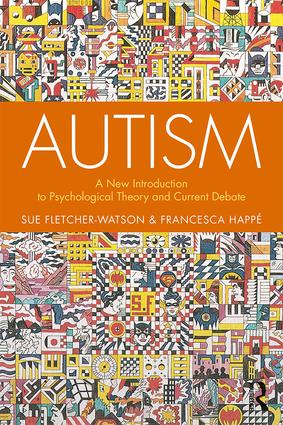 AUTISM
A New Introduction
to Psychological Theory and Current Debate
SUE FLETCHER-WATSON & FRANCESCA HAPPÉ
S.F.
R